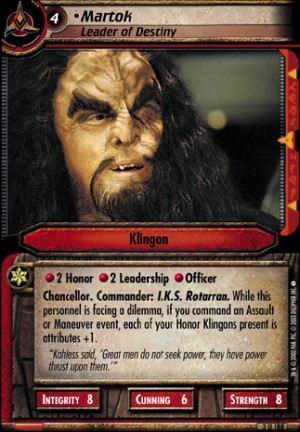 4
•Martok
Leader of Destiny
Klingon
2 Honor 2 Leadership Officer
Chancellor. Commander: I.K.S. Rotarran. While this
personnel is facing a dilemma, if you command an Assault
or Maneuver event, each of your Honor Klingons present is
attributes +1.
"Kahless said, 'Great men do not seek power, they have power
thrust upon them.'"
Integrity 8 Cunning 6 Strength 8